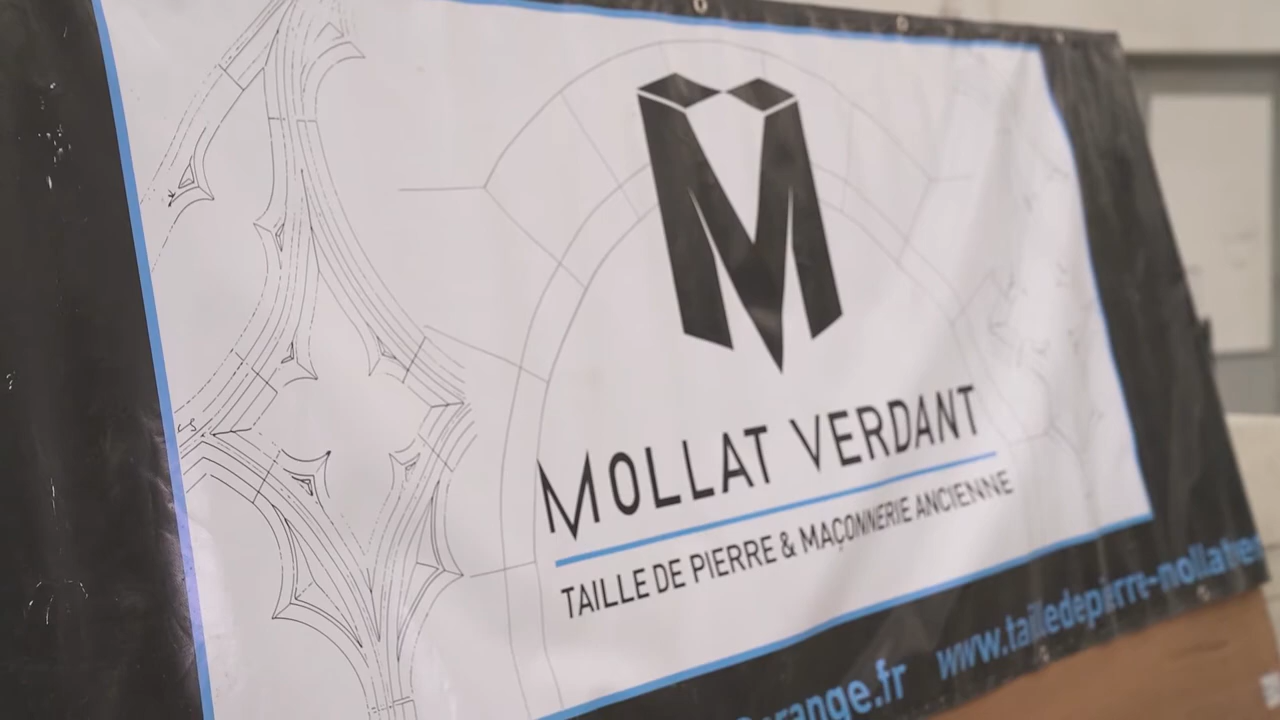 MOLLAT VERDANT
TAILLE DE PIERRE & MAÇONNERIE ANCIENNE
orange.fr www.tailledepierre-mollatver